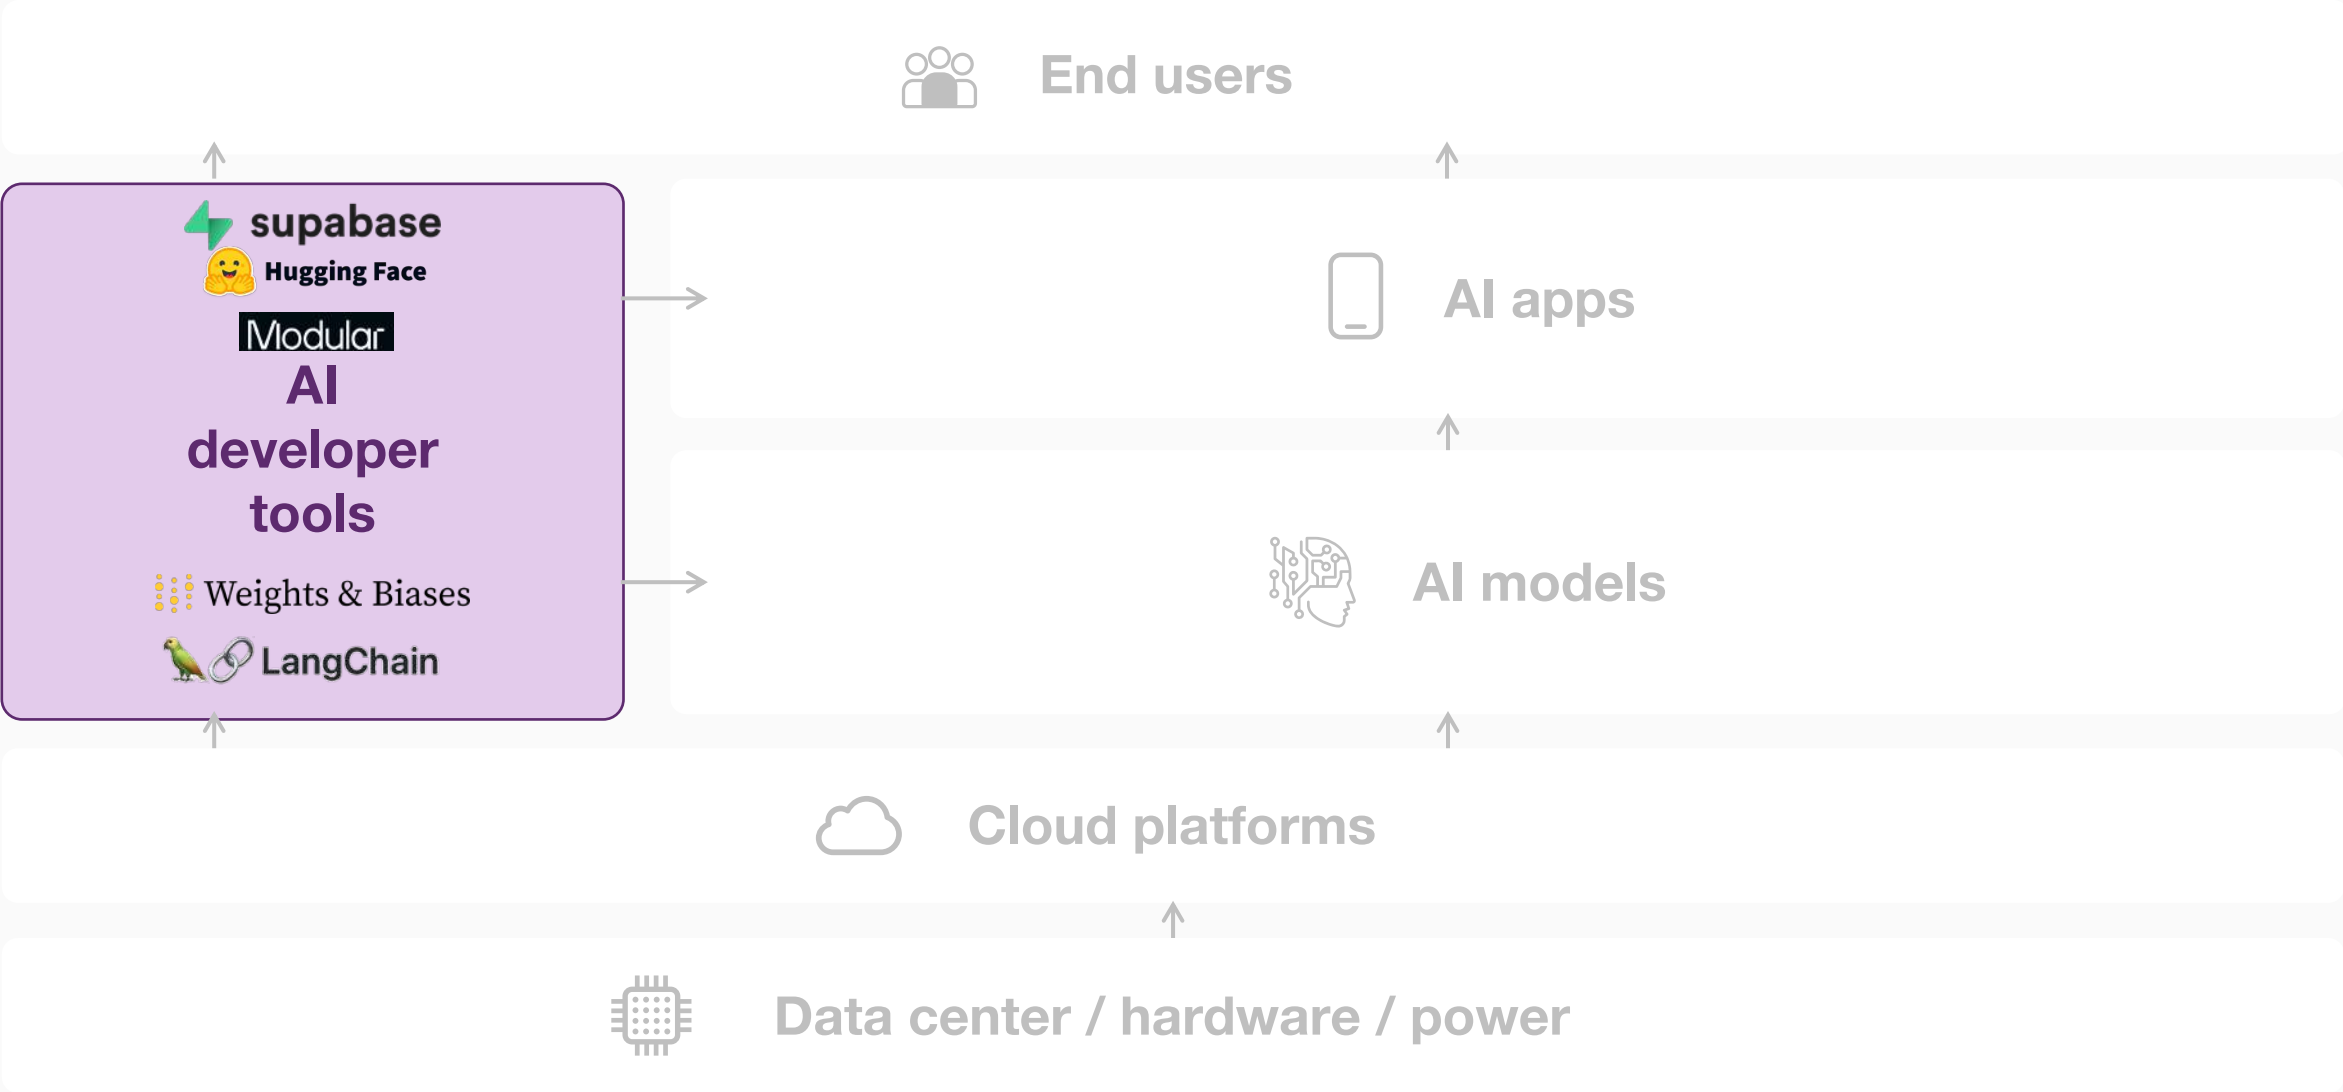 End users
supabase
Hugging Face
Modular
AI
developer
tools
Weights & Biases
LangChain
AI apps
AI models
Cloud platforms
Data center / hardware / power